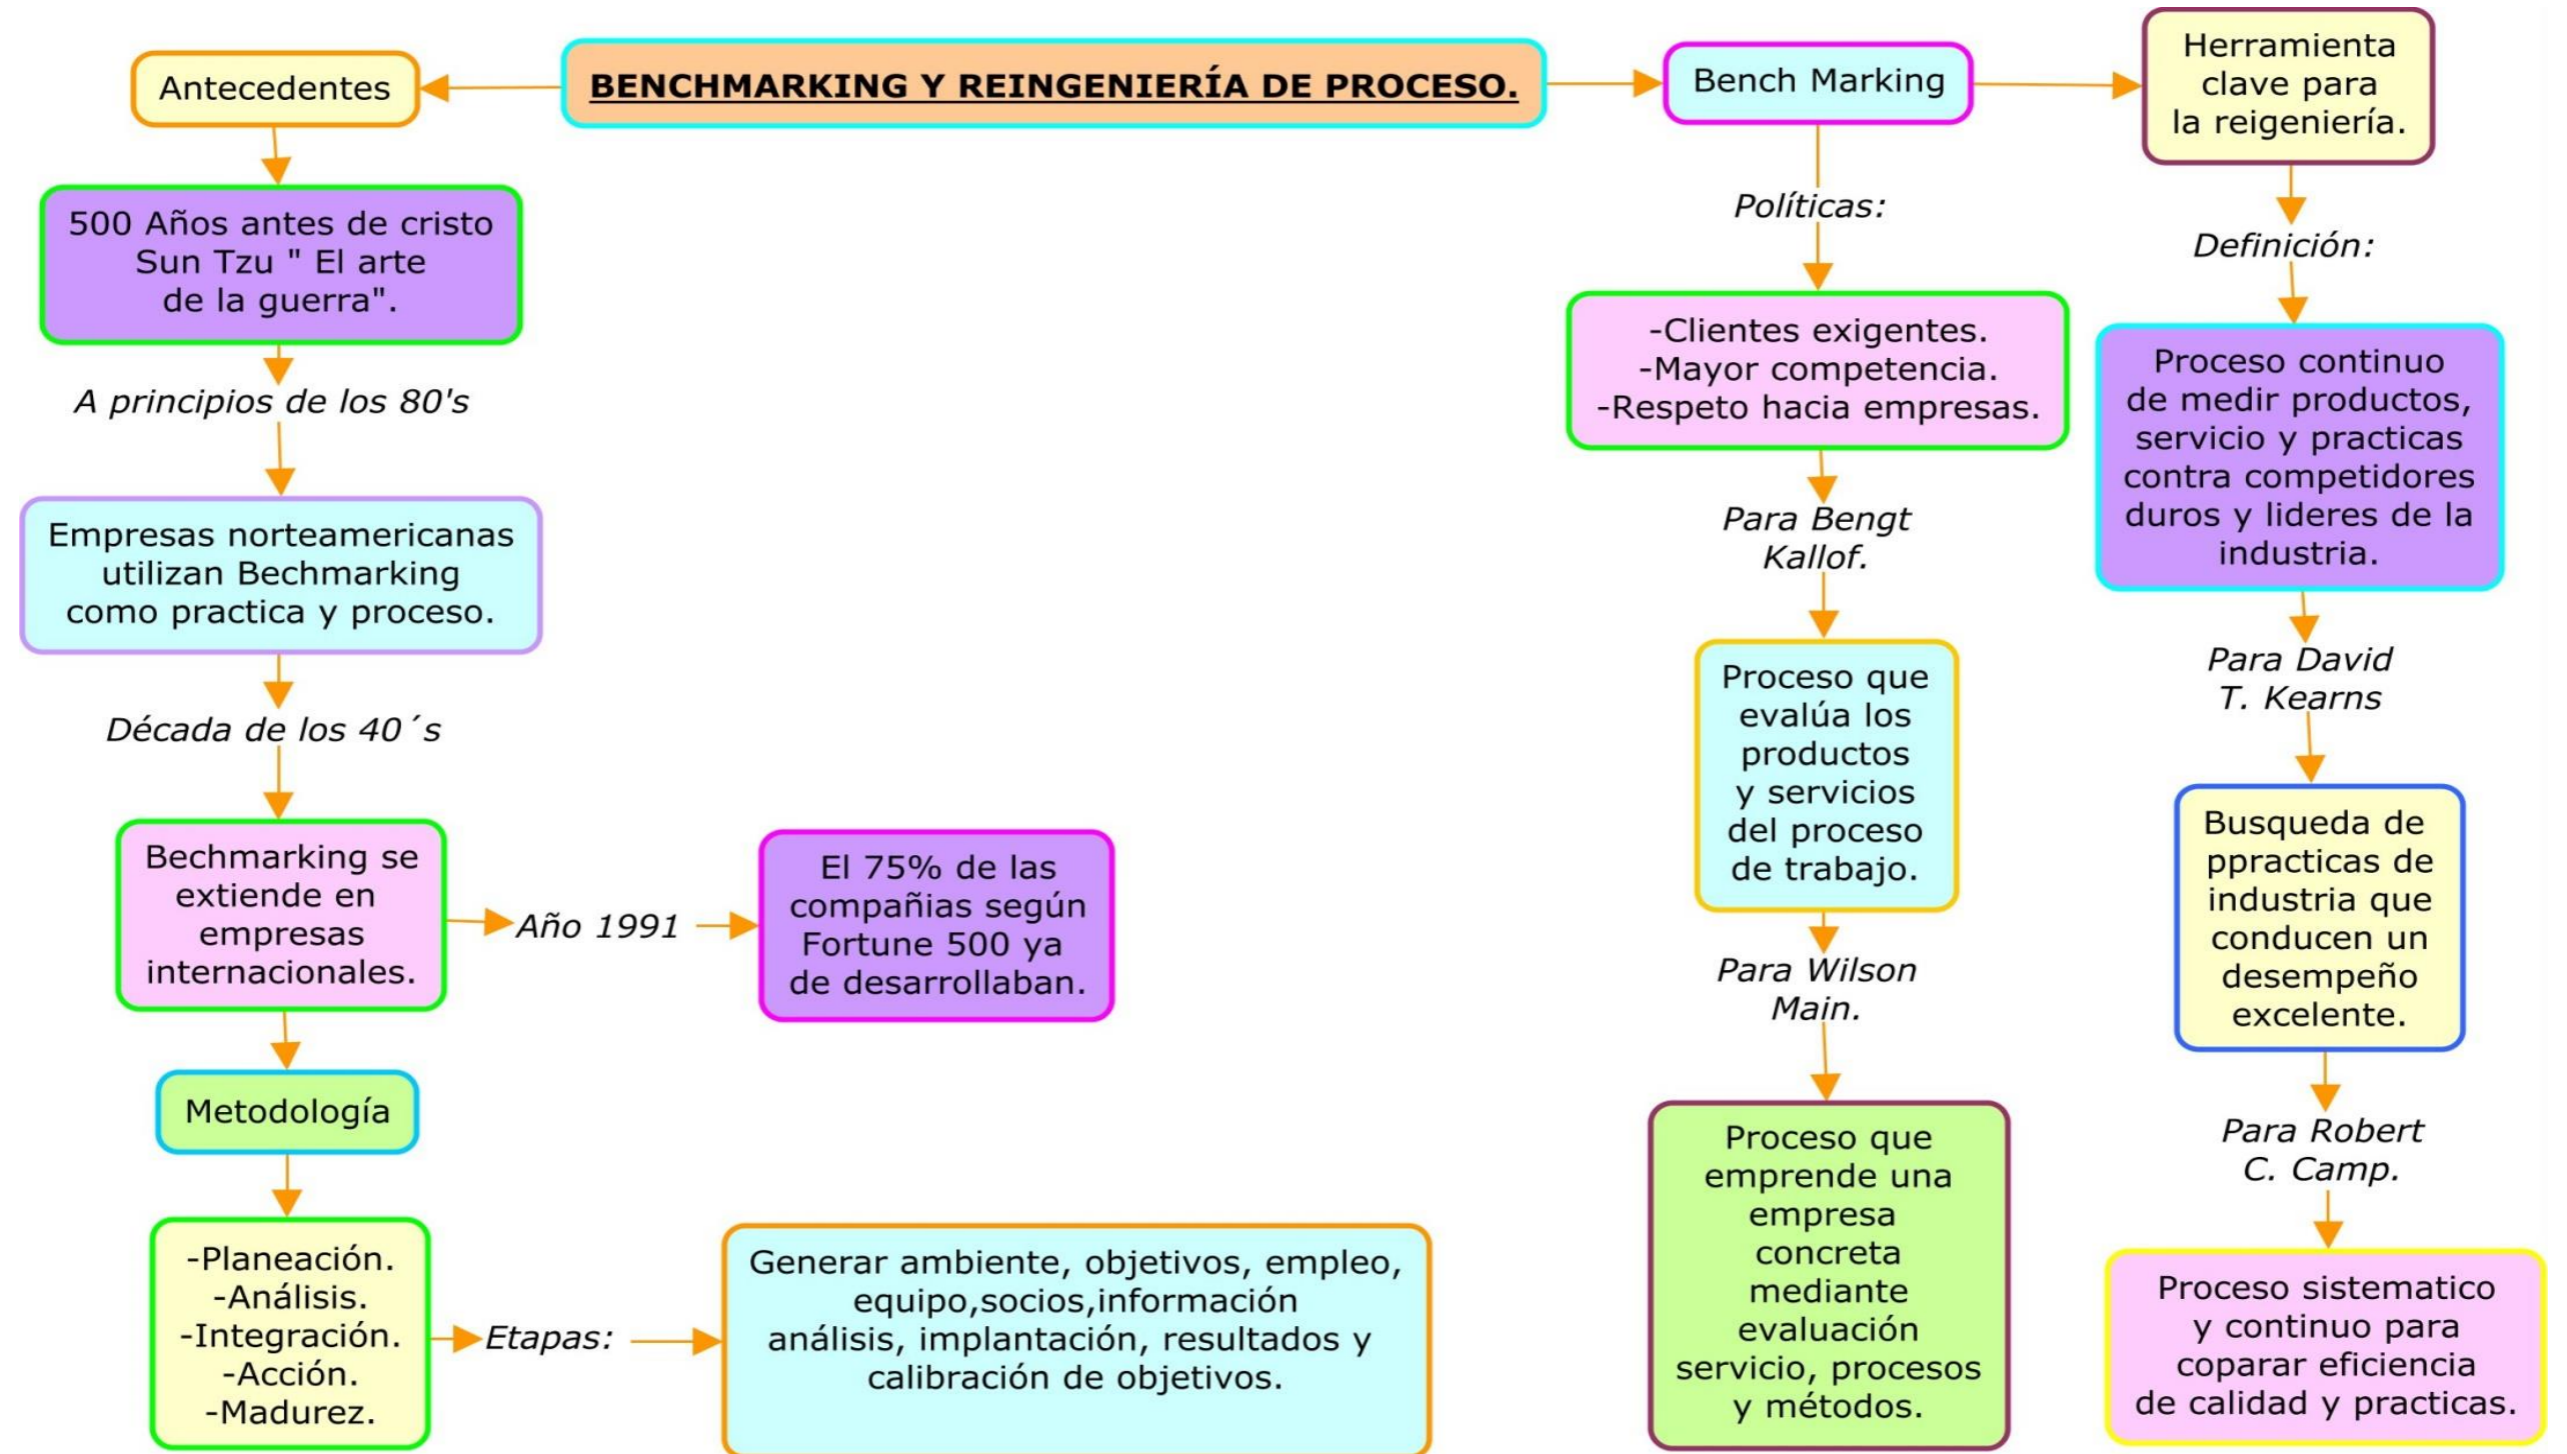 BENCHMARKING Y REINGENIERÍA DE PROCESO.
Antecedentes
500 Años antes de cristo
Sun Tzu " El arte
de la guerra".
A principios de los 80's
Empresas norteamericanas
utilizan Bechmarking
como practica y proceso.
Década de los 40´s
Bechmarking se
extiende en
empresas
internacionales.
Año 1991
El 75% de las
compañias según
Fortune 500 ya
de desarrollaban.
Metodología
-Planeación.
-Análisis.
-Integración.
-Acción.
-Madurez.
Etapas:
Generar ambiente, objetivos, empleo,
equipo,socios,información
análisis, implantación, resultados y
calibración de objetivos.
Bench Marking
Políticas:
-Clientes exigentes.
-Mayor competencia.
-Respeto hacia empresas.
Para Bengt
Kallof.
Proceso que
evalúa los
productos
y servicios
del proceso
de trabajo.
Para Wilson
Main.
Proceso que
emprende una
empresa
concreta
mediante
evaluación
servicio, procesos
y métodos.
Herramienta
clave para
la reigeniería.
Definición:
Proceso continuo
de medir productos,
servicio y practicas
contra competidores
duros y lideres de la
industria.
Para David
T. Kearns
Busqueda de
ppracticas de
industria que
conducen un
desempeño
excelente.
Para Robert
C. Camp.
Proceso sistematico
y continuo para
coparar eficiencia
de calidad y practicas.